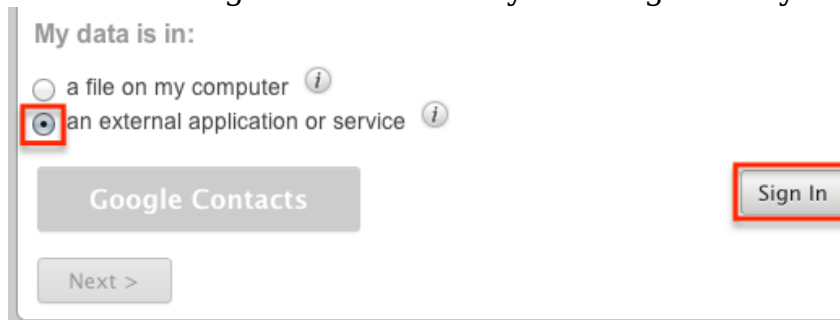 My data is in:
a file on my computer i
an external application or service i
Google Contacts
Sign In
Next >